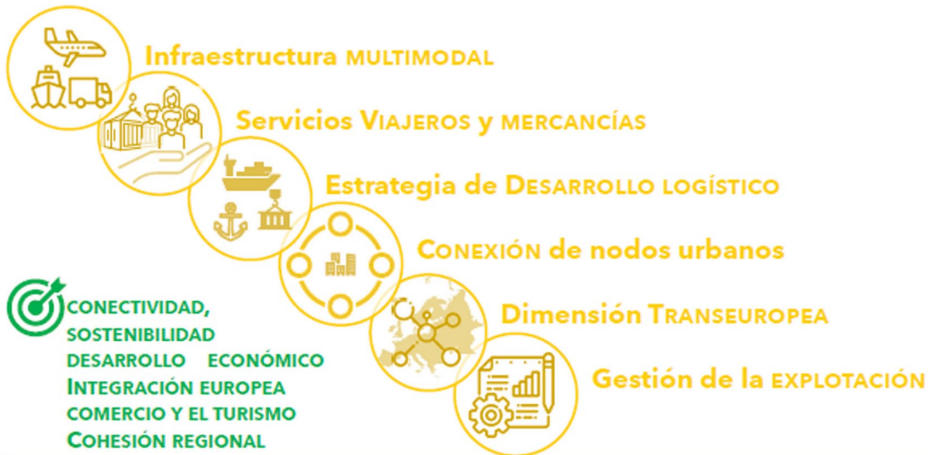 Infraestructura MULTIMODAL
Servicios VIAJEROS y MERCANCÍAS
Estrategia de DESARROLLO LOGÍSTICO
CONEXIÓN de nodos urbanos
Dimensión TRANSEUROPEA
Gestión de la EXPLOTACIÓN
CONECTIVIDAD,
SOSTENIBILIDAD
DESARROLLO ECONÓMICO
INTEGRACIÓN EUROPEA
COMERCIO Y EL TURISMO
COHESIÓN REGIONAL